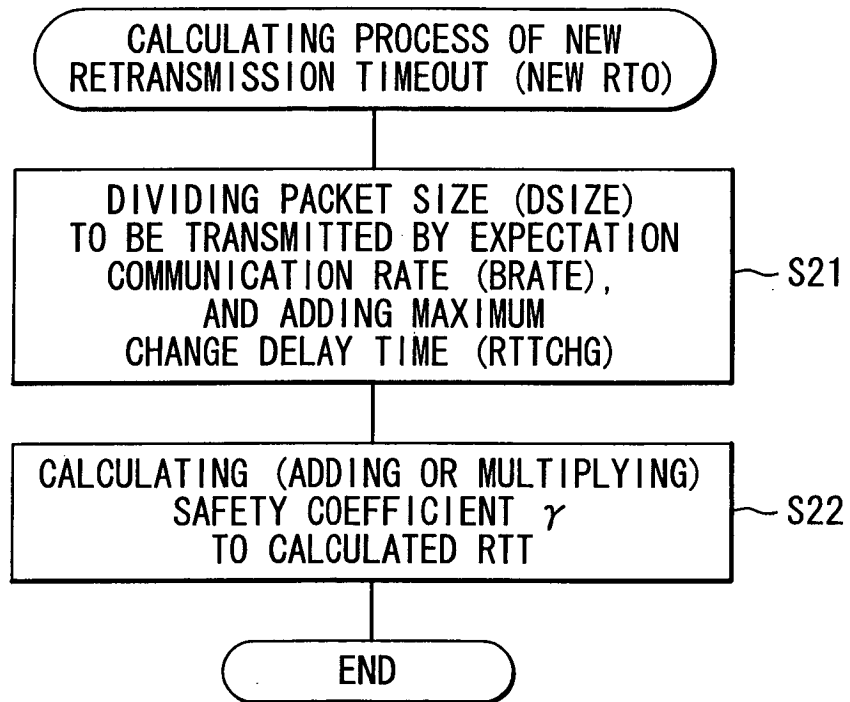 CALCULATING PROCESS OF NEW
RETRANSMISSION TIMEOUT (NEW RTO)
DIVIDING PACKET SIZE (DSIZE)
TO BE TRANSMITTED BY EXPECTATION
COMMUNICATION RATE (BRATE),
AND ADDING MAXIMUM
CHANGE DELAY TIME (RTTCHG)
S21
CALCULATING (ADDING OR MULTIPLYING)
SAFETY COEFFICIENT γ
TO CALCULATED RTT
S22
END